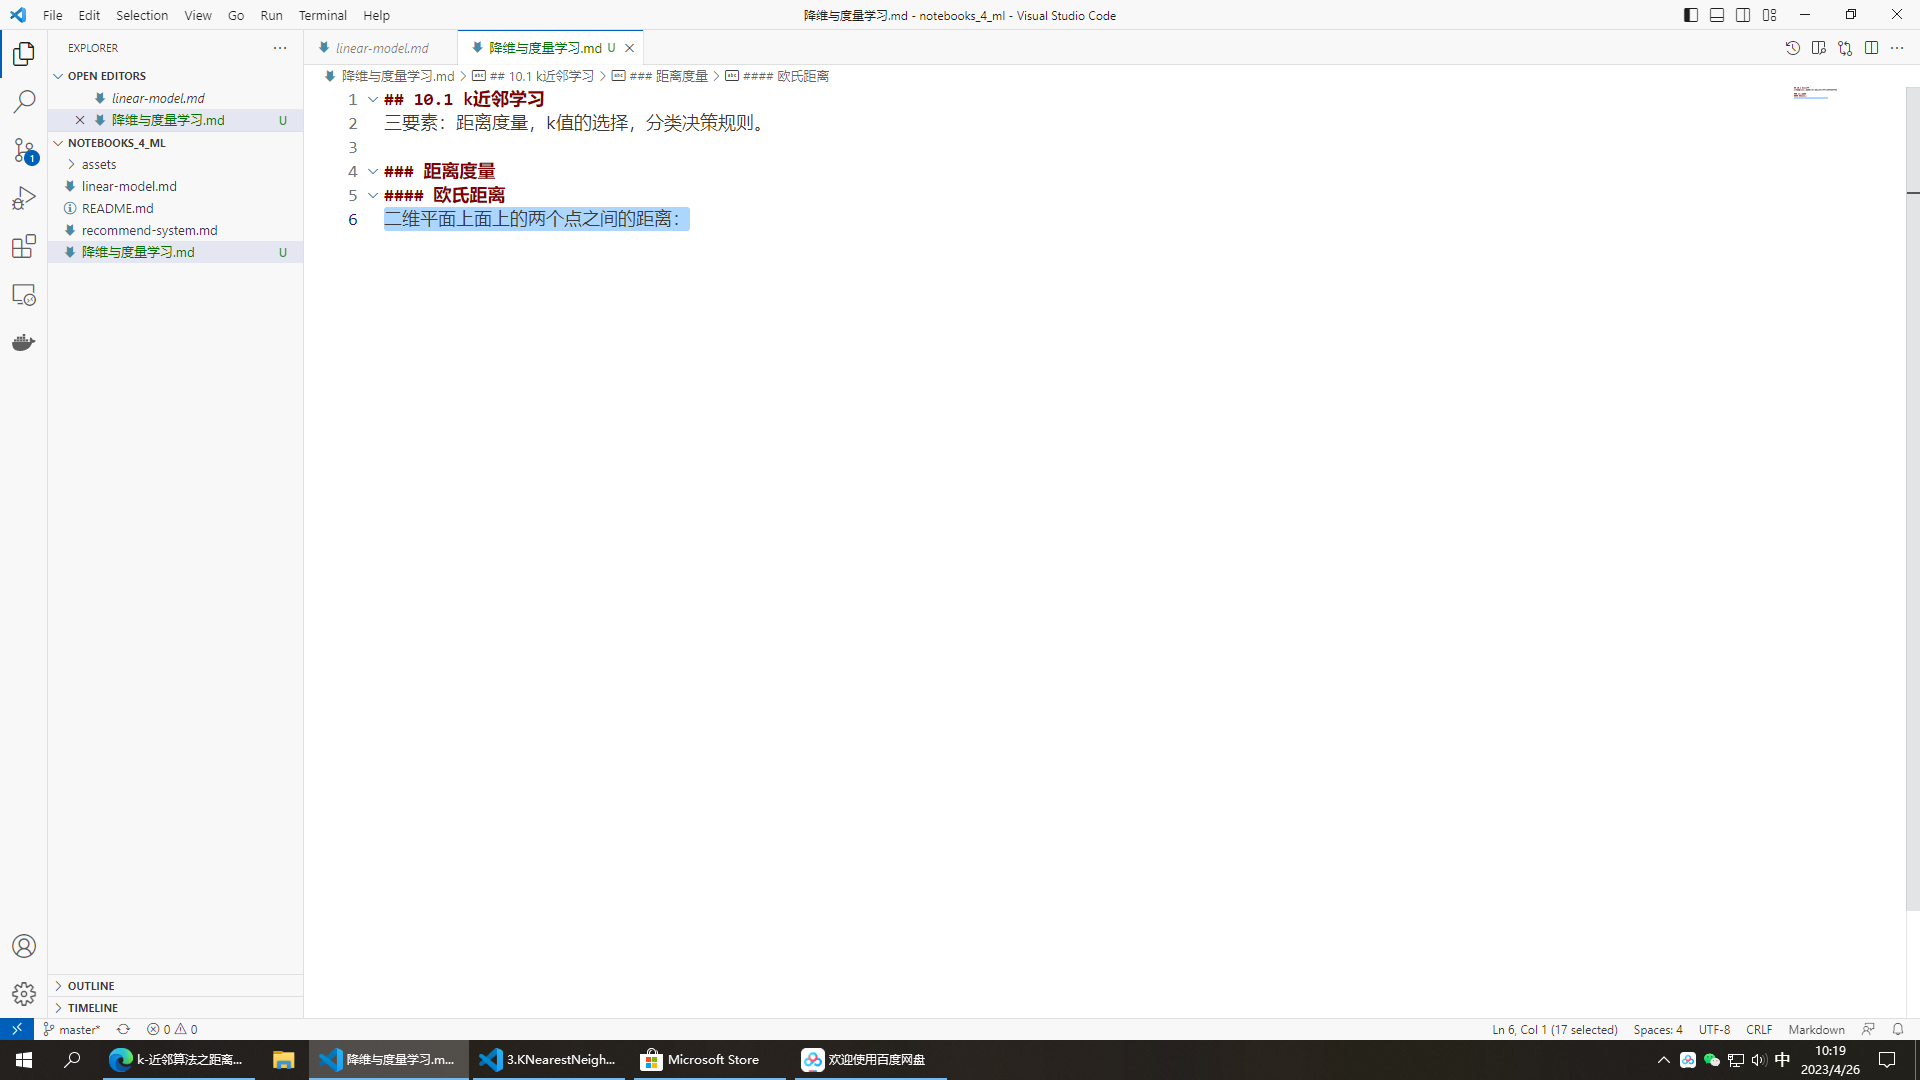 File Edit Selection View Go Run Terminal Help
降维与度量学习.md - notebooks_4_ml - Visual Studio Code
EXPLORER
OPEN EDITORS
linear-model.md
降维与度量学习.md U
NOTEBOOKS_4_ML
assets
linear-model.md
README.md
recommend-system.md
降维与度量学习.md U
OUTLINE
TIMELINE
1
linear-model.md
降维与度量学习.md U
降维与度量学习.md > ## 10.1 k近邻学习 > ### 距离度量 > #### 欧氏距离
1 ## 10.1 k近邻学习
2 三要素：距离度量，k值的选择，分类决策规则。
3
4 ### 距离度量
5 #### 欧氏距离
6 二维平面上面上的两个点之间的距离：
master* 0 0
Ln 6, Col 1 (17 selected) Spaces: 4 UTF-8 CRLF Markdown
k-近邻算法之距离...
降维与度量学习.m...
3.KNearestNeigh...
Microsoft Store
欢迎使用百度网盘
中
10:19
2023/4/26